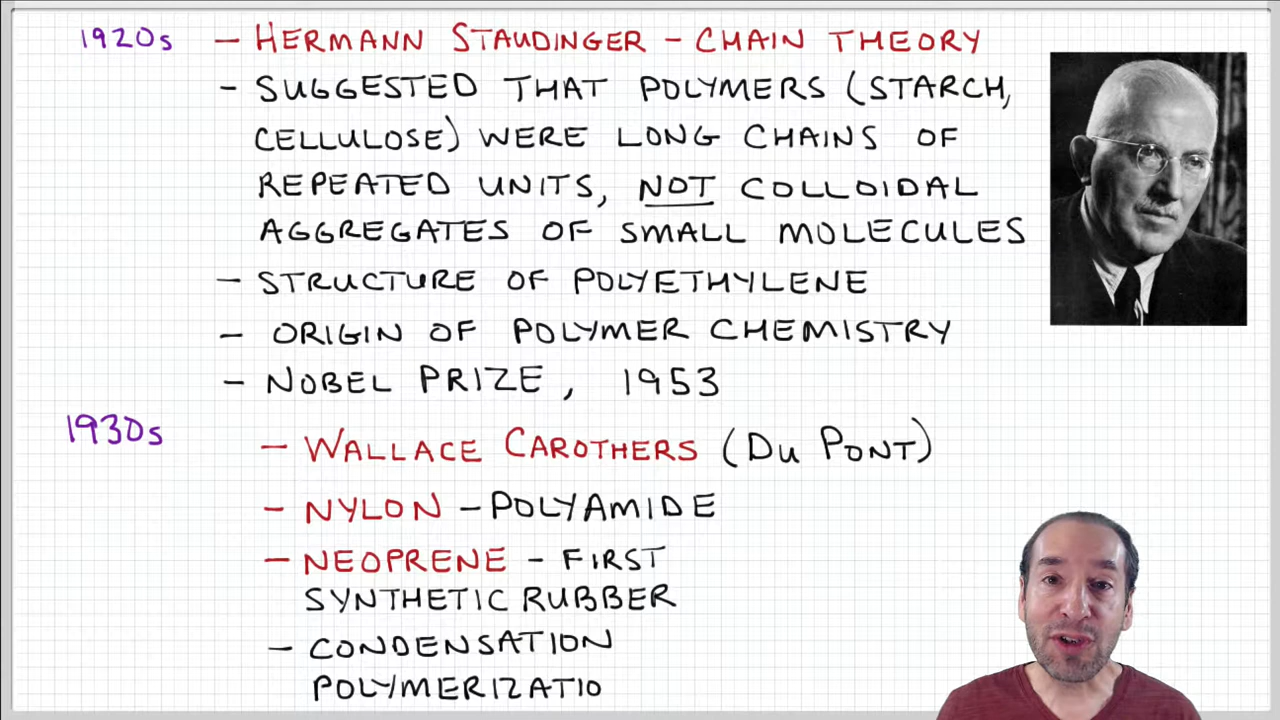 1920s – HERMANN STAUDINGER – CHAIN THEORY
– SUGGESTED THAT POLYMERS (STARCH,
CELLULOSE) WERE LONG CHAINS OF
REPEATED UNITS, NOT COLLOIDAL
AGGREGATES OF SMALL MOLECULES
– STRUCTURE OF POLYETHYLENE
– ORIGIN OF POLYMER CHEMISTRY
– NOBEL PRIZE, 1953
1930s
– WALLACE CAROTHERS (DU PONT)
– NYLON – POLYAMIDE
– NEOPRENE – FIRST
SYNTHETIC RUBBER
– CONDENSATION
POLYMERIZATIO